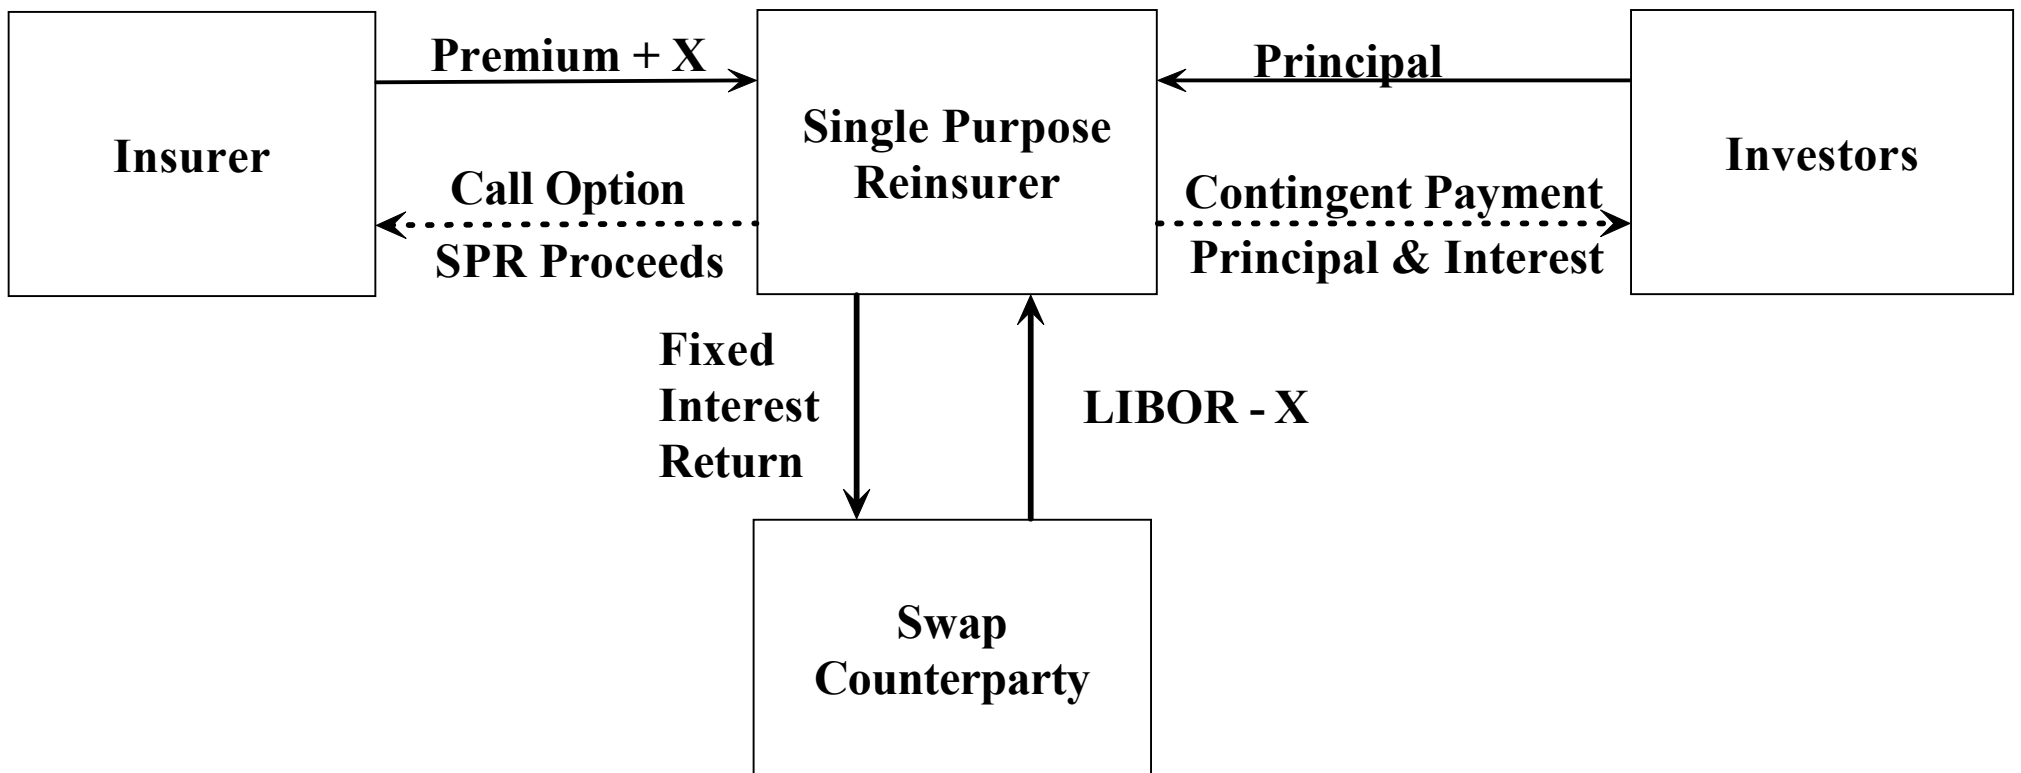 Premium + X
Principal
Insurer
Single Purpose
Reinsurer
Investors
Call Option
SPR Proceeds
Contingent Payment
Principal & Interest
Fixed
Interest
Return
LIBOR - X
Swap
Counterparty